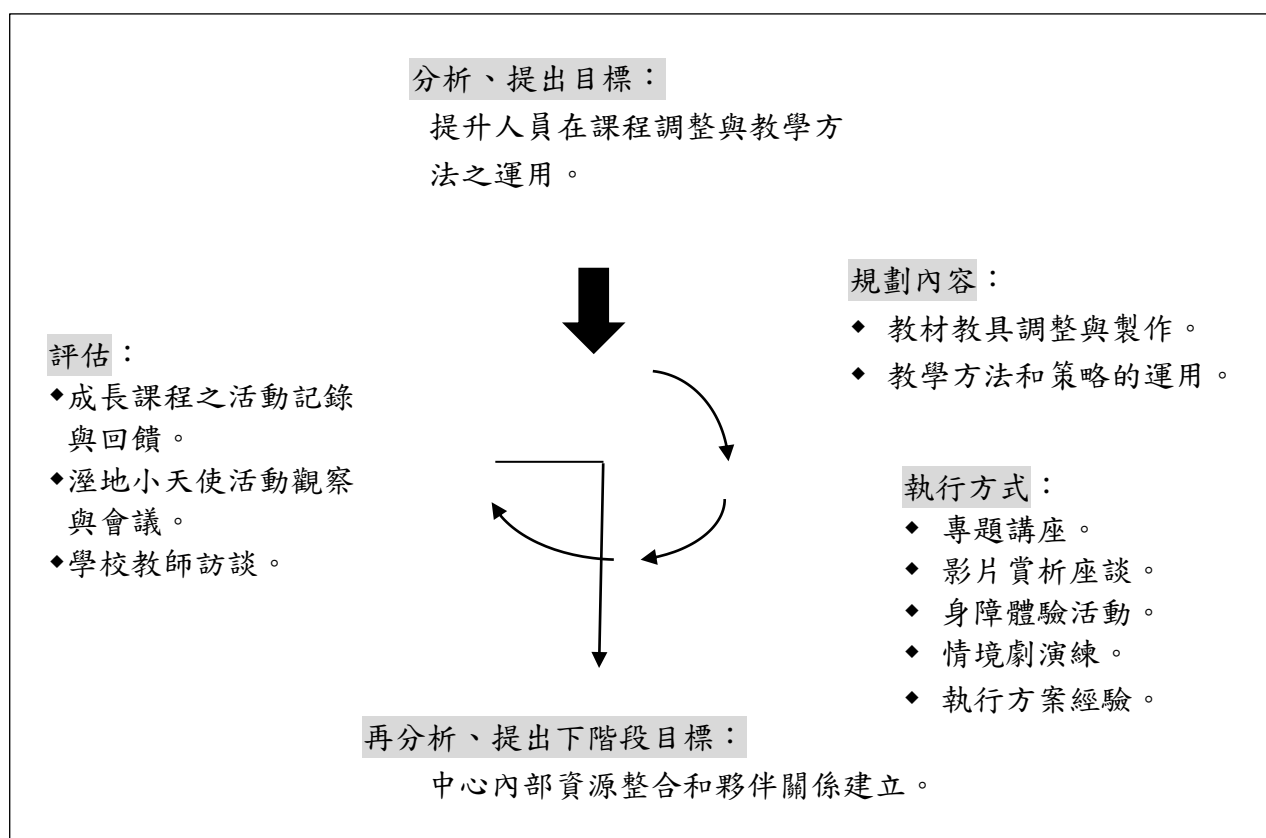 分析、提出目標：
提升人員在課程調整與教學方
法之運用。
規劃內容：
◆ 教材教具調整與製作。
◆ 教學方法和策略的運用。
執行方式：
◆ 專題講座。
◆ 影片賞析座談。
◆ 身障體驗活動。
◆ 情境劇演練。
◆ 執行方案經驗。
評估：
◆成長課程之活動記錄
與回饋。
◆溼地小天使活動觀察
與會議。
◆學校教師訪談。
再分析、提出下階段目標：
中心內部資源整合和夥伴關係建立。